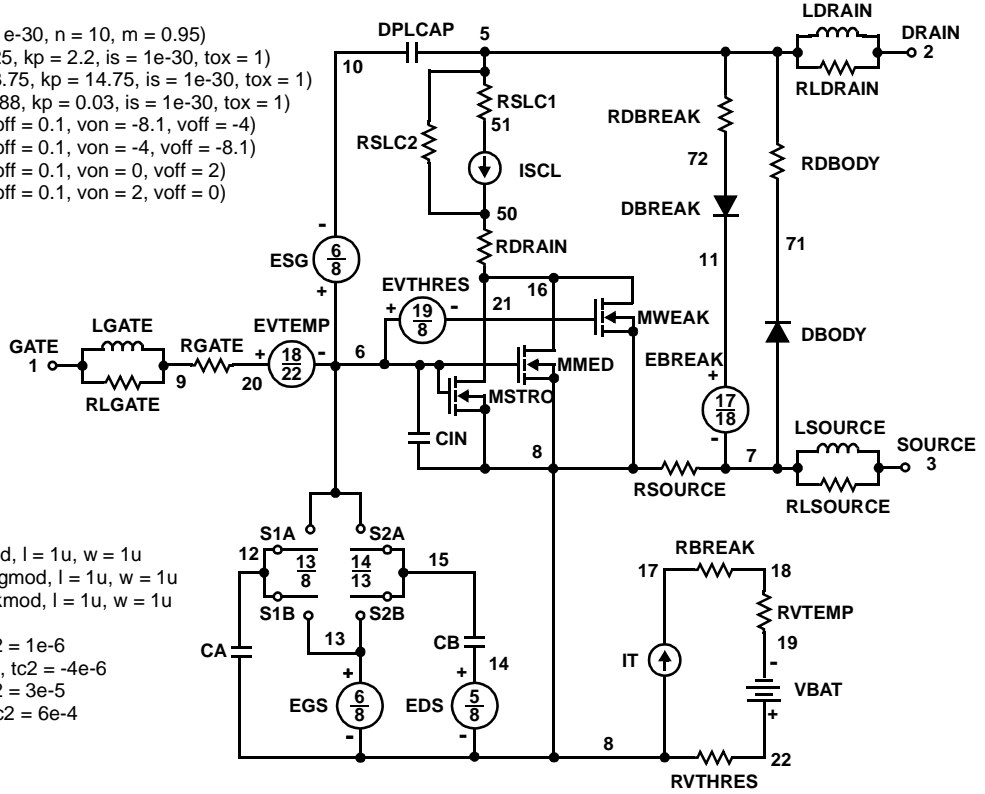 e-30, n = 10, m = 0.95)
25, kp = 2.2, is = 1e-30, tox = 1)
.75, kp = 14.75, is = 1e-30, tox = 1)
88, kp = 0.03, is = 1e-30, tox = 1)
off = 0.1, von = -8.1, voff = -4)
off = 0.1, von = -4, voff = -8.1)
off = 0.1, von = 0, voff = 2)
off = 0.1, von = 2, voff = 0)
LDRAIN
DPLCAP 5 DRAIN
10 2
RSLC1 RLDRAIN
51 RDBREAK
RSLC2 72 RDBODY
ISCL
DBREAK
50
RDRAIN 11 71
ESG 6 8
- +
EVTHRES 16
+ 19 8 - 21 MWEAK
LGATE EVTEMP DBODY
GATE RGATE + 18 22 - 6 MMED EBREAK
1 9 20 +
RLGATE MSTRO 17 18
- LSOURCE
CIN 8 7 SOURCE
3
RSOURCE RLSOURCE
S1A S2A
12 13 8 14 13 15 RBREAK
17 18
S1B S2B RVTEMP
13 CB 19
CA 14 IT -
+ + VBAT
EGS 6 8 EDS 5 8 +
- - 8 22
RVTHRES
d, l = 1u, w = 1u
gmod, l = 1u, w = 1u
kmod, l = 1u, w = 1u
2 = 1e-6
, tc2 = -4e-6
2 = 3e-5
c2 = 6e-4